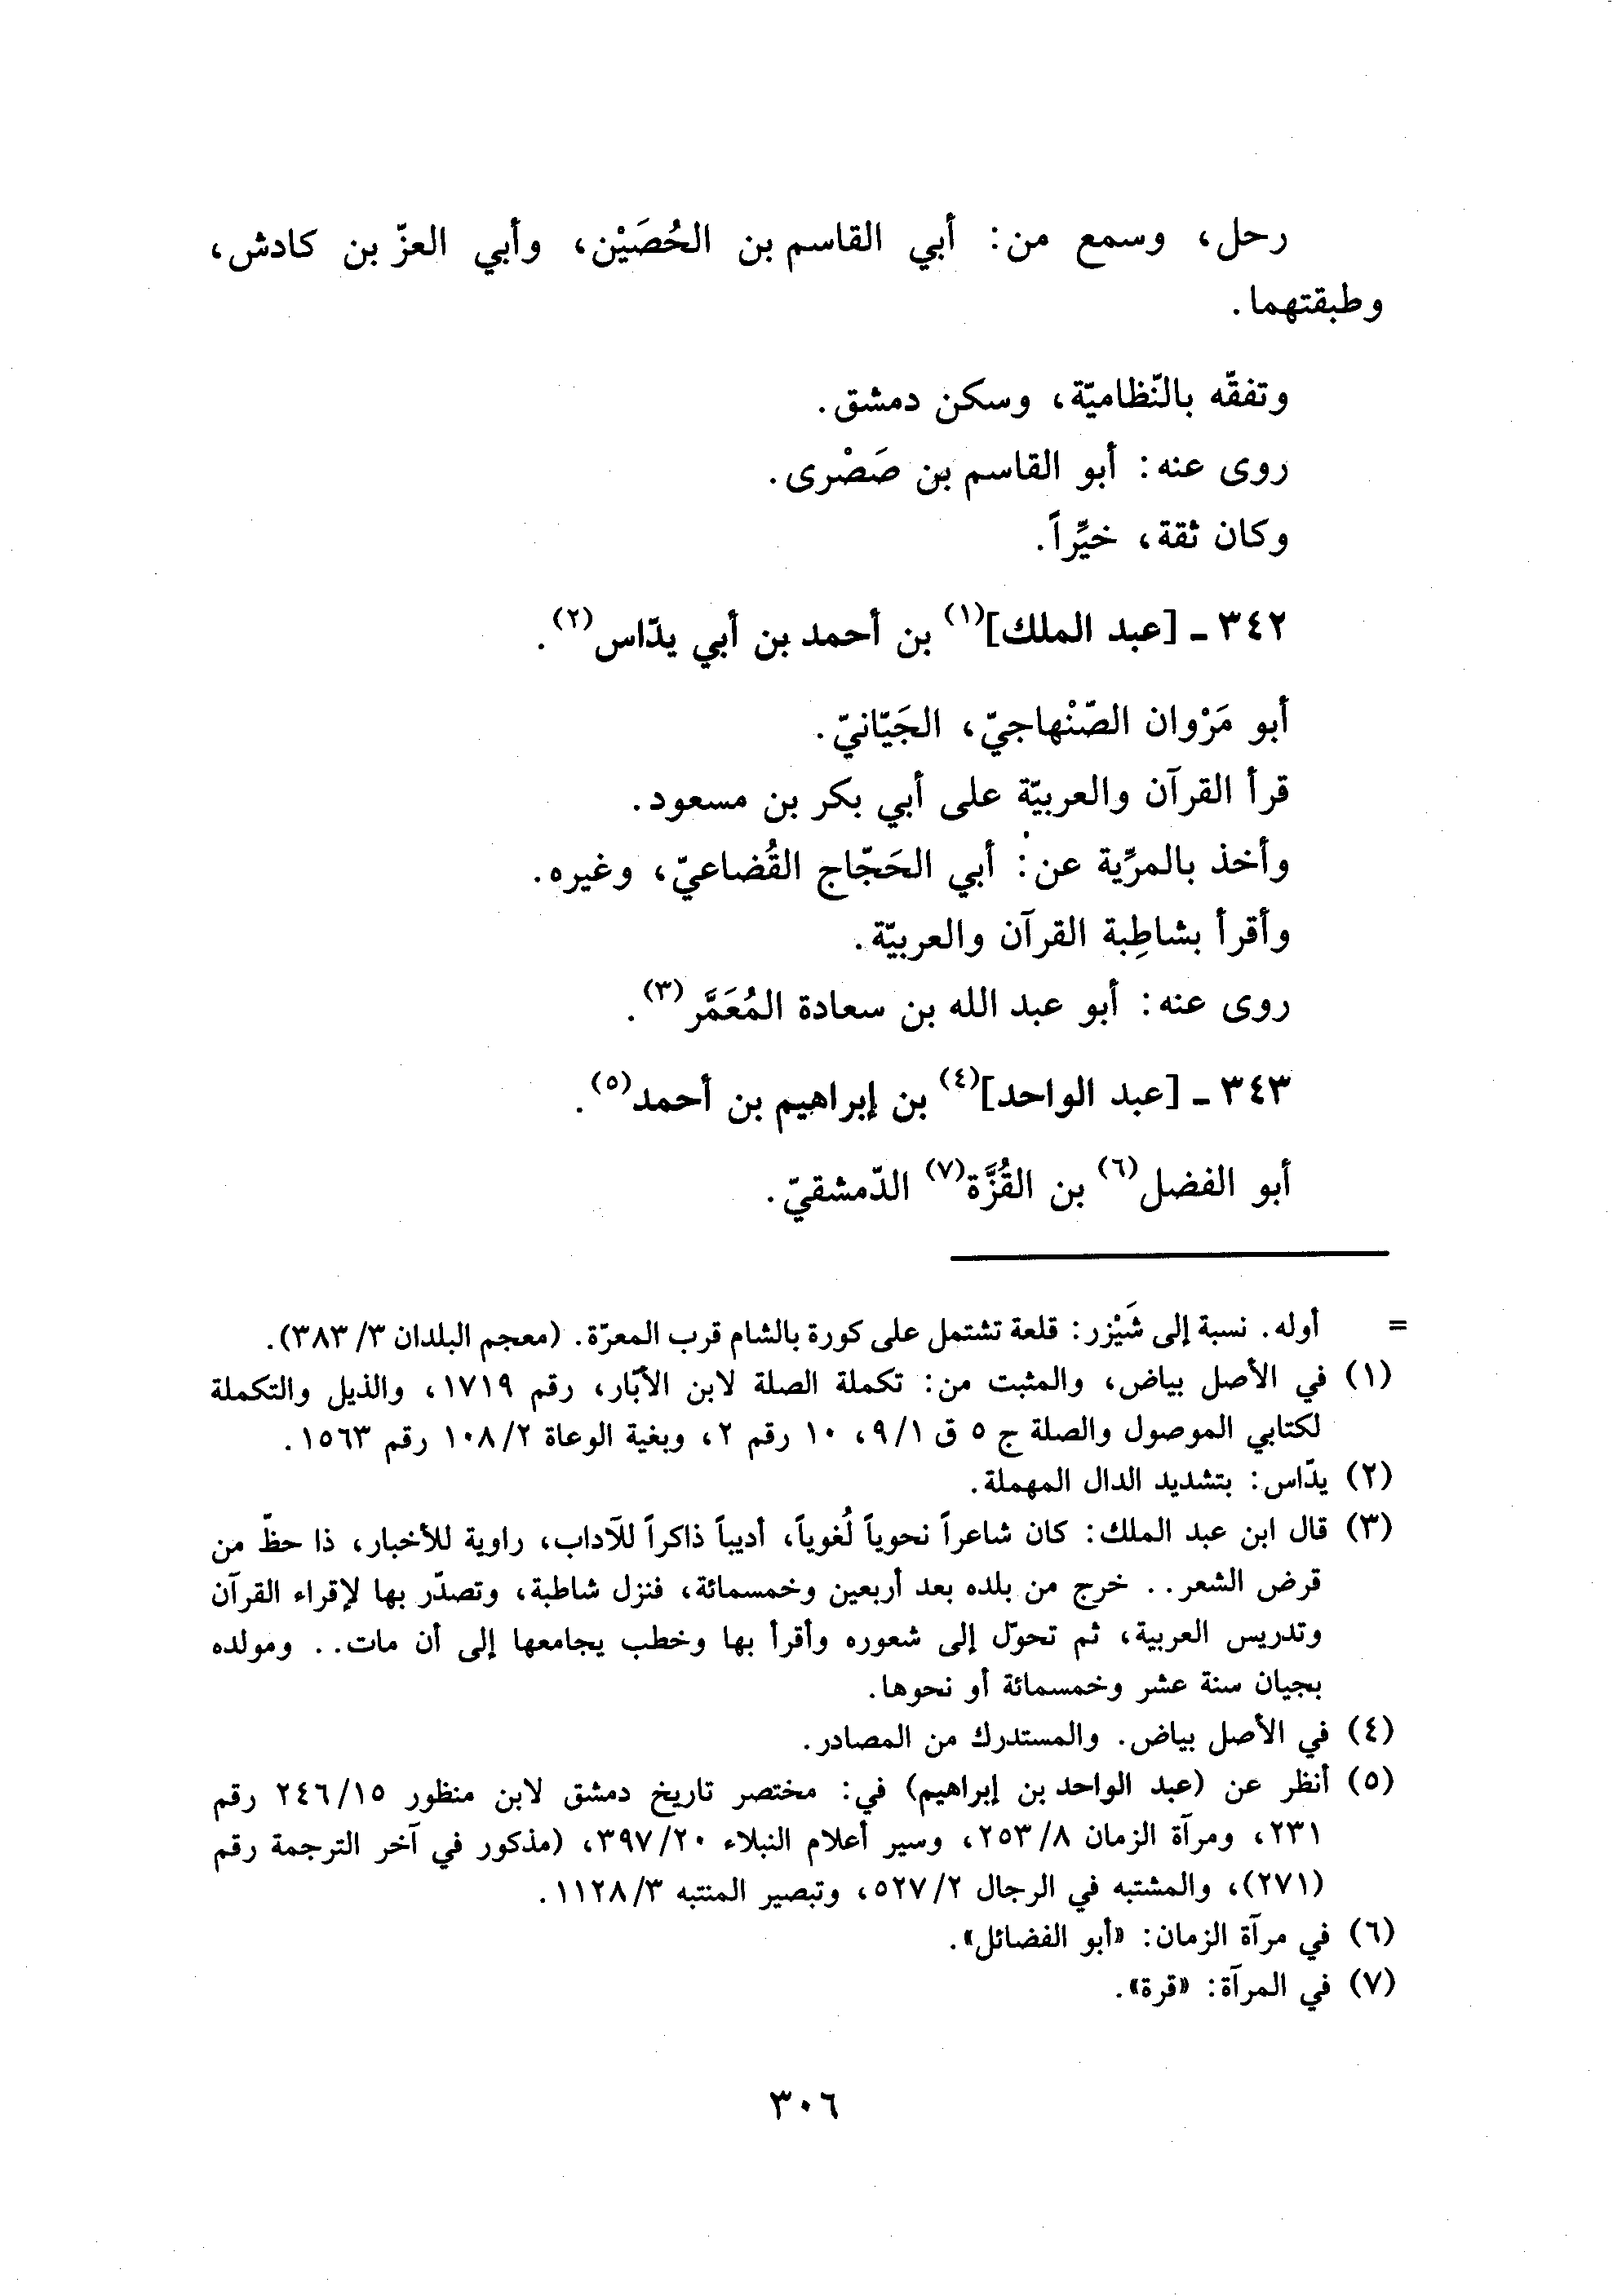 رحل، وسمع من: أبي القاسم بن الحُصَيْن، وأبي العزّ بن كادش،
وطبقتهما.
وتفقّه بالنّظاميّة، وسكن دمشق.
روى عنه: أبو القاسم بن صَصْرى.
وكان ثقة، خيِّراً.
٣٤٢ - [عبد الملك](١) بن أحمد بن أبي يدّاس(٢).
أبو مَرْوان الصّنْهاجيّ، الجَيّانيّ.
قرأ القرآن والعربيّة على أبي بكر بن مسعود.
وأخذ بالمرِّية عن: أبي الحَجّاج القُضاعيّ، وغيره.
وأقرأ بشاطِبة القرآن والعربيّة.
روى عنه: أبو عبد الله بن سعادة المُعَمَّر(٣).
٣٤٣ - [عبد الواحد](٤) بن إبراهيم بن أحمد(٥).
أبو الفضل(٦) بن القُزَّة(٧) الدّمشقيّ.
= أوله. نسبة إلى شَيْزر: قلعة تشتمل على كورة بالشام قرب المعرّة. (معجم البلدان ٣/ ٣٨٣).
(١) في الأصل بياض، والمثبت من: تكملة الصلة لابن الأبّار، رقم ١٧١٩، والذيل والتكملة
لكتابي الموصول والصلة ج ٥ ق ٩/١، ١٠ رقم ٢، وبغية الوعاة ١٠٨/٢ رقم ١٥٦٣.
(٢) يدّاس: بتشديد الدال المهملة.
(٣) قال ابن عبد الملك: كان شاعراً نحوياً لُغوياً، أديباً ذاكراً للآداب، راوية للأخبار، ذا حظّ من
قرض الشعر.. خرج من بلده بعد أربعين وخمسمائة، فنزل شاطبة، وتصدّر بها لإقراء القرآن
وتدريس العربية، ثم تحوّل إلى شعوره وأقرأ بها وخطب يجامعها إلى أن مات.. ومولده
بجيان سنة عشر وخمسمائة أو نحوها.
(٤) في الأصل بياض. والمستدرك من المصادر.
(٥) أنظر عن (عبد الواحد بن إبراهيم) في: مختصر تاريخ دمشق لابن منظور ٢٤٦/١٥ رقم
٢٣١، ومرآة الزمان ٢٥٣/٨، وسير أعلام النبلاء ٣٩٧/٢٠، (مذكور في آخر الترجمة رقم
(٢٧١)، والمشتبه في الرجال ٥٢٧/٢، وتبصير المنتبه ١١٢٨/٣.
(٦) في مرآة الزمان: «أبو الفضائل».
(٧) في المرآة: «قرة».
٣٠٦